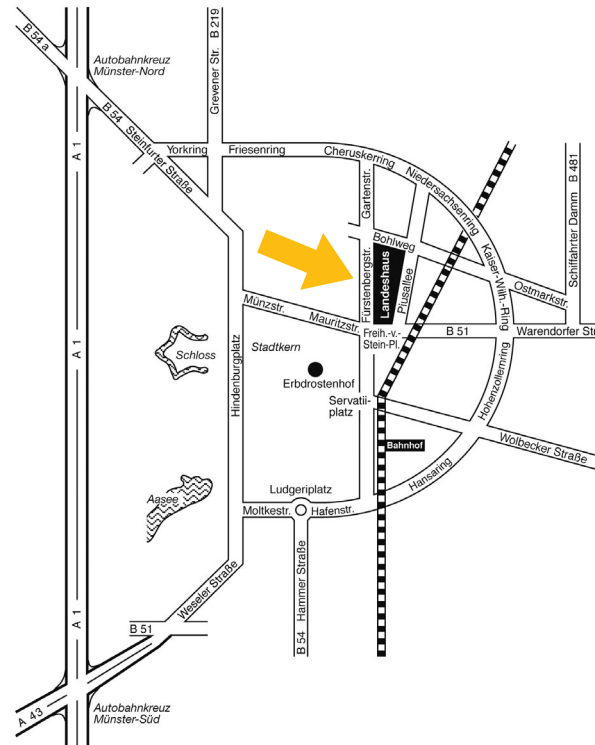 B 54 a
Autobahnkreuz
Münster-Nord
Grevener Str. B 219
B 54
Steinfurter Straße
A 1
Yorkring
Friesenring
Cheruskerring
Niedersachsenring
B 481
Schiffahrter Damm
Gartenstr.
Bohlweg
Kaiser-Wilh.-Ring
Fürstenbergstr.
Landeshaus
Piusallee
Ostmarkstr.
Münzstr.
Mauritzstr.
Freih.-v.-
Stein-Pl.
B 51
Warendorfer Str
A 1
Schloss
Stadtkern
Hindenburgplatz
Erbdrostenhof
Hohenzollernring
Servatii-
platz
Wolbecker Straße
Bahnhof
Hansaring
Aasee
Ludgeriplatz
Moltkestr.
Hafenstr.
Weseler Straße
Hammer Straße
B 54
A 1
B 51
A 43
Autobahnkreuz
Münster-Süd